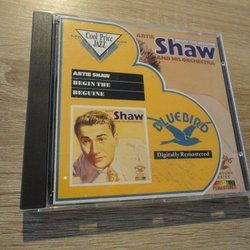 Cool Price
JAZZ
ARTIE
Shaw
AND HIS ORCHESTRA
ARTIE SHAW
BEGIN THE
BEGUINE
Shaw
BLUEBIRD
Digitally Remastered